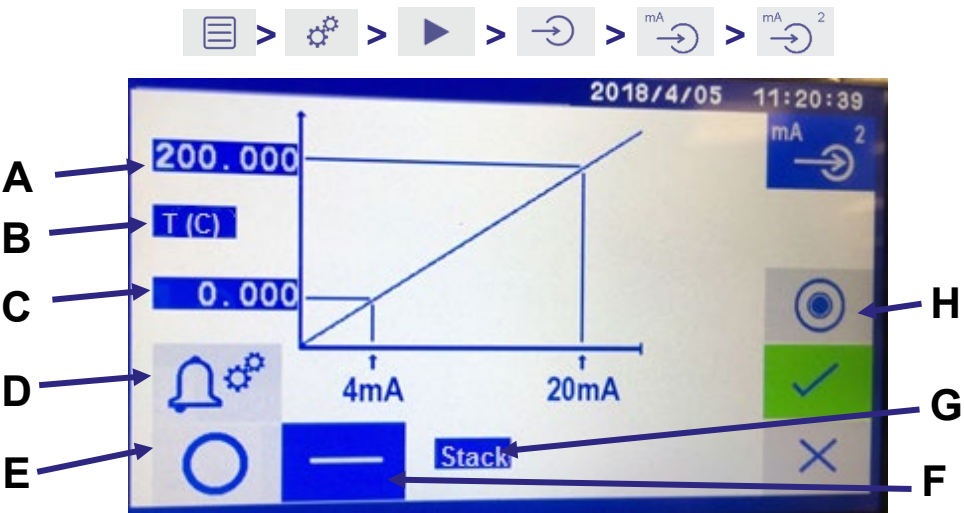 > > > > mA > mA 2
2018/4/05 11:20:39
mA 2
A 200.000
B T (C)
C 0.000
H
D
4mA 20mA
G
E Stack
F